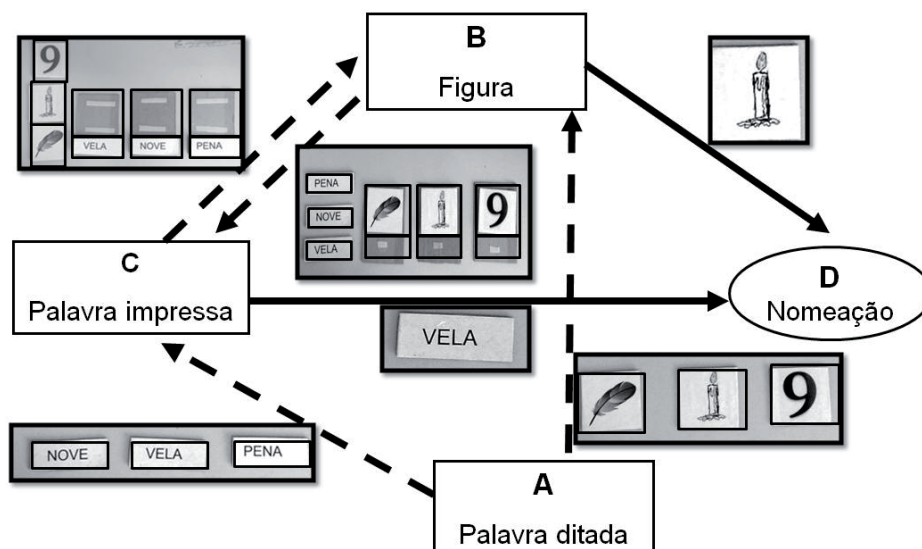 B
Figura
9
VELA NOVE PENA
PENA
NOVE
VELA
9
C
Palavra impressa
D
Nomeação
VELA
9
NOVE VELA PENA
A
Palavra ditada